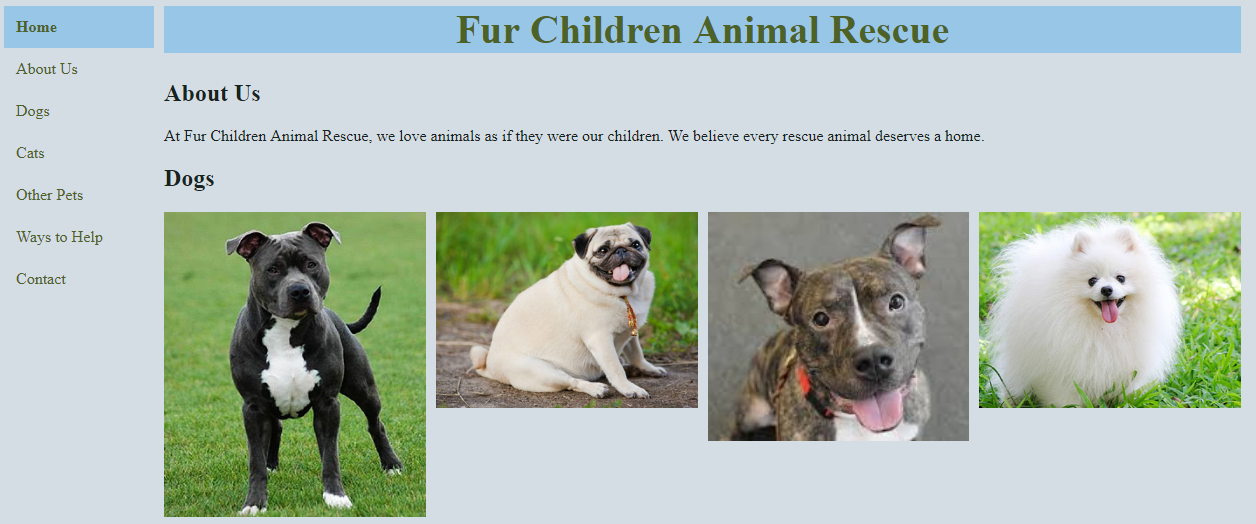 Home
About Us
Dogs
Cats
Other Pets
Ways to Help
Contact
Fur Children Animal Rescue
About Us
At Fur Children Animal Rescue, we love animals as if they were our children. We believe every rescue animal deserves a home.
Dogs